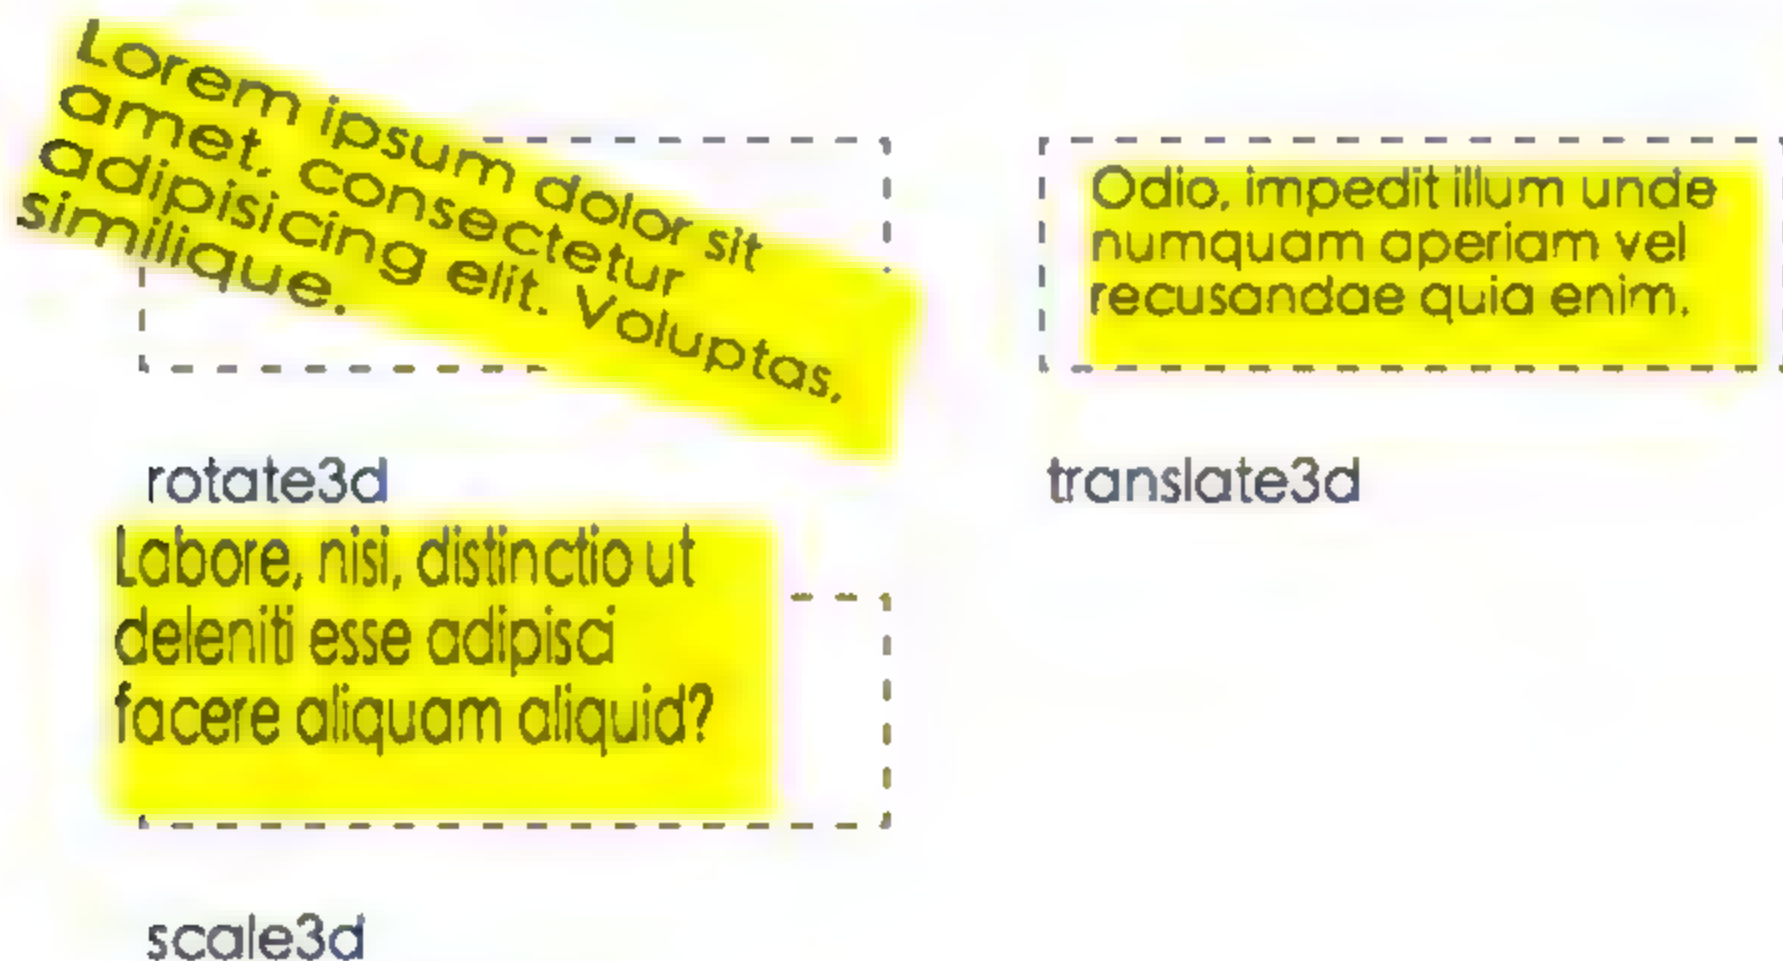 Lorem ipsum dolor sit
amet, consectetur
adipisicing elit. Voluptas,
similique.
rotate3d
Odio, impedit illum unde
numquam aperiam vel
recusandae quia enim.
translate3d
Labore, nisi, distinctio ut
deleniti esse adipisci
facere aliquam aliquid?
scale3d